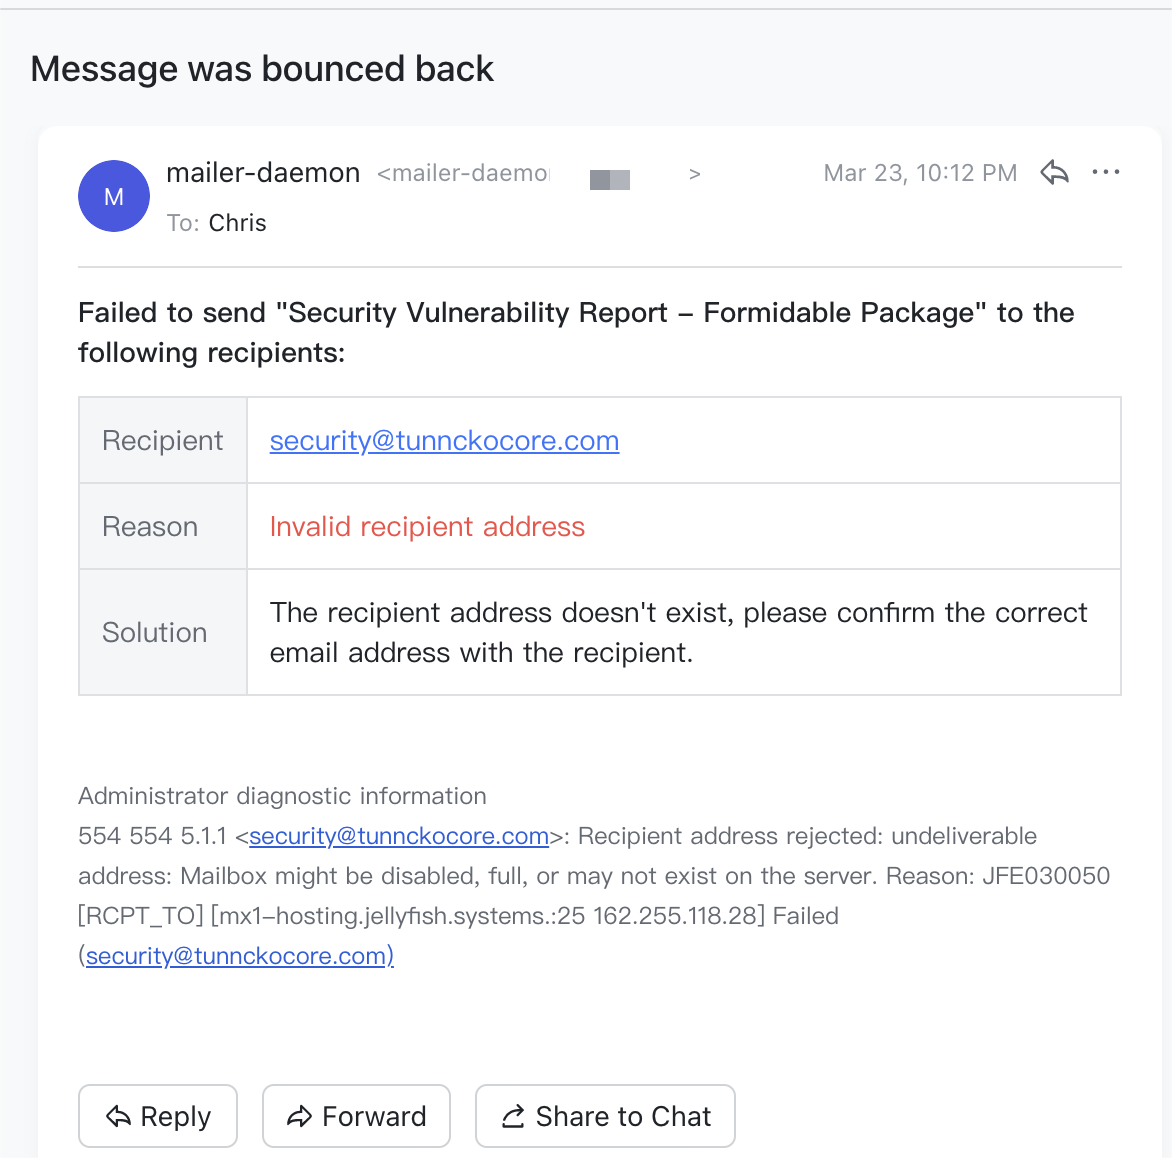 Message was bounced back
M
mailer-daemon <mailer-daemo >
Mar 23, 10:12 PM
To: Chris
Failed to send "Security Vulnerability Report – Formidable Package" to the
following recipients:
Recipient security@tunnckocore.com
Reason Invalid recipient address
Solution The recipient address doesn't exist, please confirm the correct
email address with the recipient.
Administrator diagnostic information
554 554 5.1.1 <security@tunnckocore.com>: Recipient address rejected: undeliverable
address: Mailbox might be disabled, full, or may not exist on the server. Reason: JFE030050
[RCPT_TO] [mx1-hosting.jellyfish.systems.:25 162.255.118.28] Failed
(security@tunnckocore.com)
Reply Forward Share to Chat